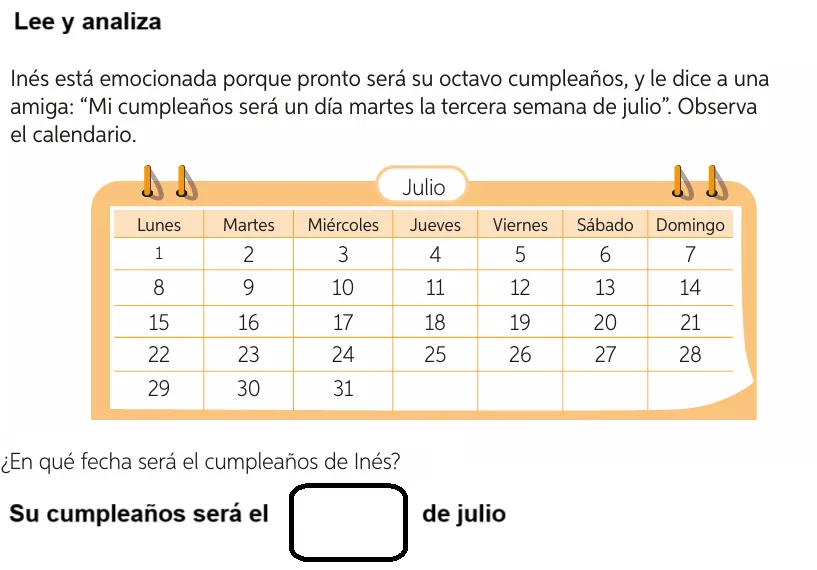 Lee y analiza
Inés está emocionada porque pronto será su octavo cumpleaños, y le dice a una
amiga: “Mi cumpleaños será un día martes la tercera semana de julio”. Observa
el calendario.
Julio
Lunes Martes Miércoles Jueves Viernes Sábado Domingo
1 2 3 4 5 6 7
8 9 10 11 12 13 14
15 16 17 18 19 20 21
22 23 24 25 26 27 28
29 30 31
¿En qué fecha será el cumpleaños de Inés?
Su cumpleaños será el de julio